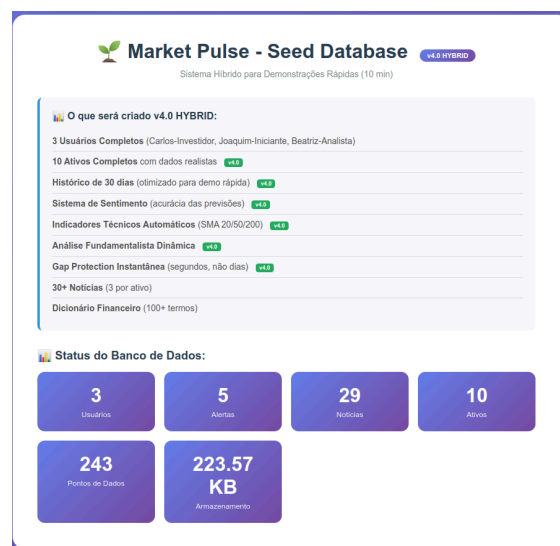 Market Pulse - Seed Database v4.0 HYBRID
Sistema Híbrido para Demonstrações Rápidas (10 min)
O que será criado v4.0 HYBRID:
3 Usuários Completos (Carlos-Investidor, Joaquim-Iniciante, Beatriz-Analista)
10 Ativos Completos com dados realistas v4.0
Histórico de 30 dias (otimizado para demo rápida) v4.0
Sistema de Sentimento (acurácia das previsões) v4.0
Indicadores Técnicos Automáticos (SMA 20/50/200) v4.0
Análise Fundamentalista Dinâmica v4.0
Gap Protection Instantânea (segundos, não dias) v4.0
30+ Notícias (3 por ativo)
Dicionário Financeiro (100+ termos)
Status do Banco de Dados:
3
Usuários
5
Alertas
29
Notícias
10
Ativos
243
Pontos de Dados
223.57
KB
Armazenamento